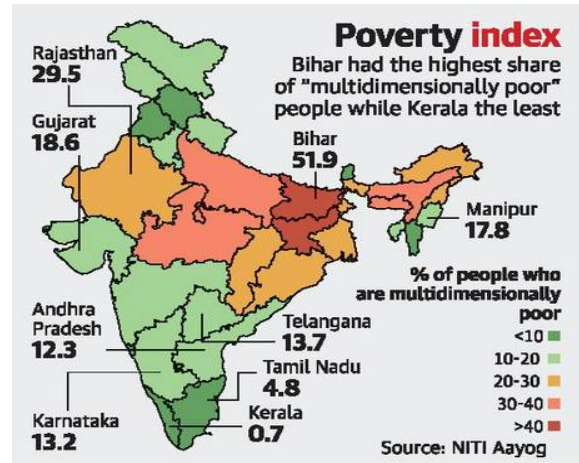 Poverty index
Bihar had the highest share
of "multidimensionally poor"
people while Kerala the least
Rajasthan
29.5
Gujarat
18.6
Bihar
51.9
Manipur
17.8
Andhra
Pradesh
12.3
Karnataka
13.2
Telangana
13.7
Tamil Nadu
4.8
Kerala
0.7
% of people who
are multidimensionally
poor
<10
10-20
20-30
30-40
>40
Source: NITI Aayog